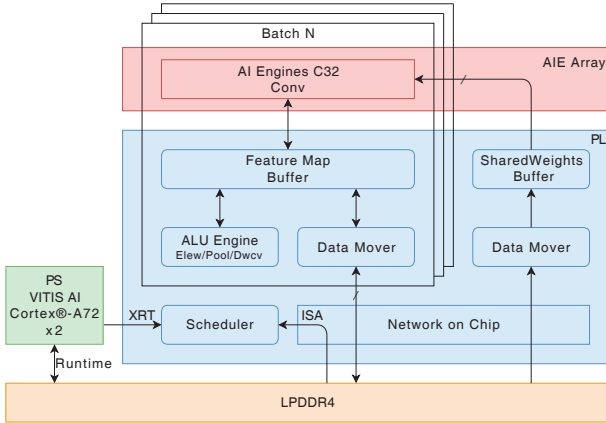 Batch N
AIE Array
AI Engines C32
Conv
PL
Feature Map
Buffer
SharedWeights
Buffer
ALU Engine
Elew/Pool/Dwcv
Data Mover
Data Mover
PS
VITIS AI
Cortex®-A72
x2
XRT
Scheduler
ISA
Network on Chip
Runtime
LPDDR4